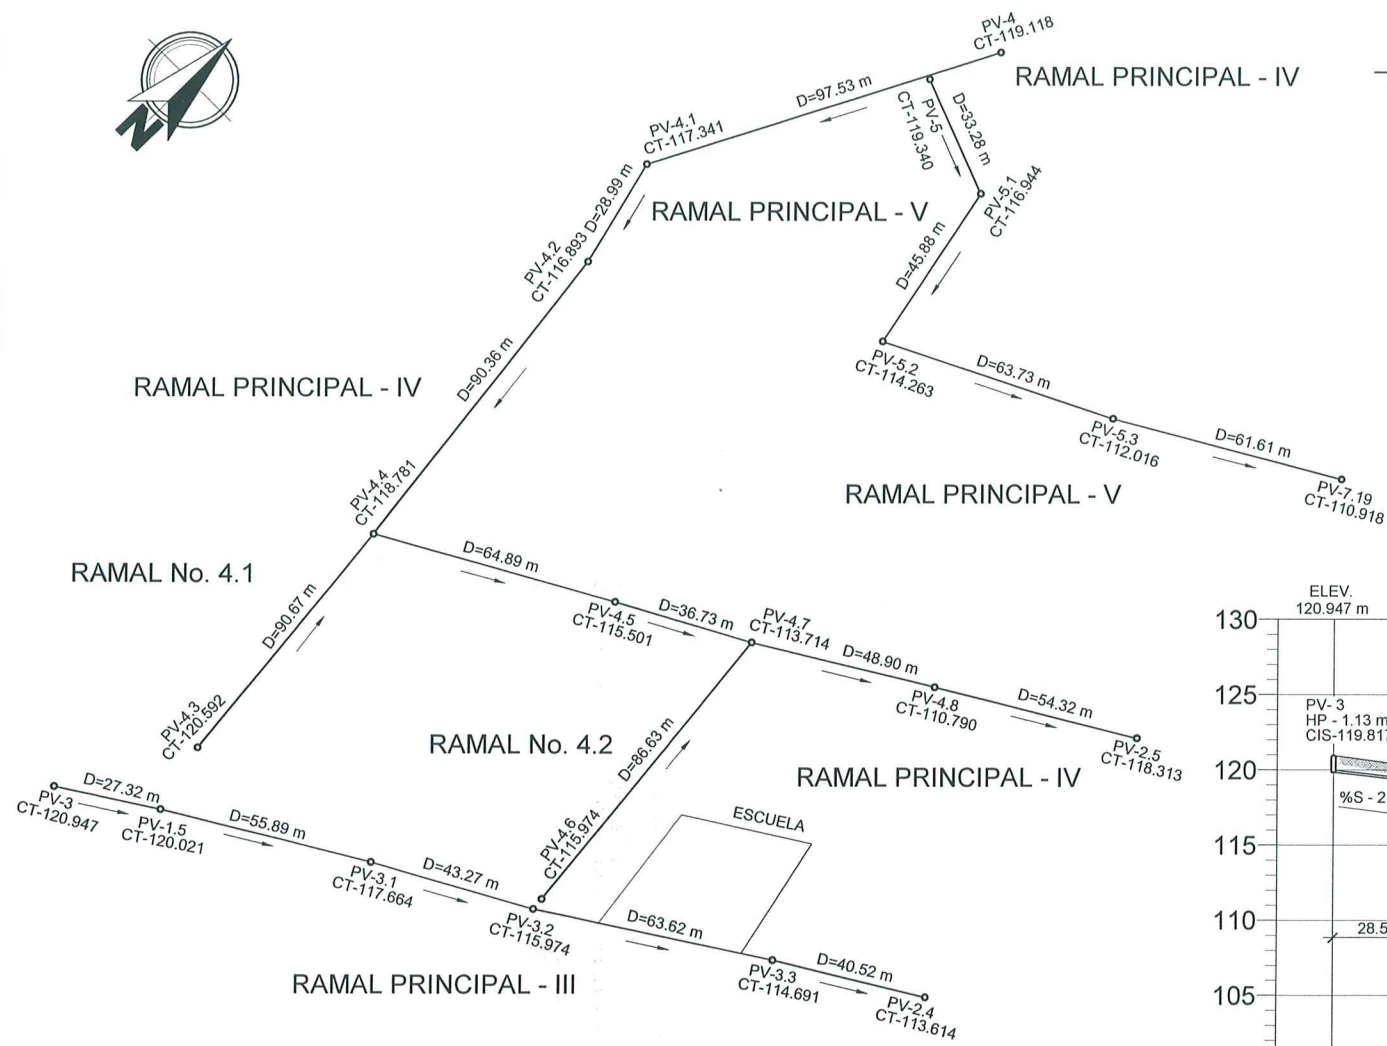 N
PV-4
CT-119.118
RAMAL PRINCIPAL - IV
D=97.53 m
PV-5
CT-119.340
D=33.28 m
PV-4.1
CT-117.341
D=28.99 m
PV-5.1
CT-116.944
RAMAL PRINCIPAL - V
D=45.88 m
PV-4.2
CT-116.893
PV-5.2
CT-114.263
D=63.73 m
D=90.36 m
RAMAL PRINCIPAL - IV
PV-5.3
CT-112.016
D=61.61 m
PV-7.19
CT-110.918
RAMAL PRINCIPAL - V
PV-4.4
CT-118.781
RAMAL No. 4.1
D=64.89 m
D=90.67 m
PV-4.5
CT-115.501
D=36.73 m
PV-4.7
CT-113.714
D=48.90 m
PV-4.8
CT-110.790
D=54.32 m
PV-2.5
CT-118.313
PV-4.3
CT-120.592
RAMAL No. 4.2
D=86.63 m
RAMAL PRINCIPAL - IV
D=27.32 m
PV-3
CT-120.947
PV-1.5
CT-120.021
D=55.89 m
ESCUELA
PV-4.6
CT-115.974
PV-3.1
CT-117.664
D=43.27 m
PV-3.2
CT-115.974
D=63.62 m
PV-3.3
CT-114.691
D=40.52 m
PV-2.4
CT-113.614
RAMAL PRINCIPAL - III
ELEV.
120.947 m
130
125
PV- 3
HP - 1.13 m
CIS-119.817
120
%S - 2
115
110
28.5
105